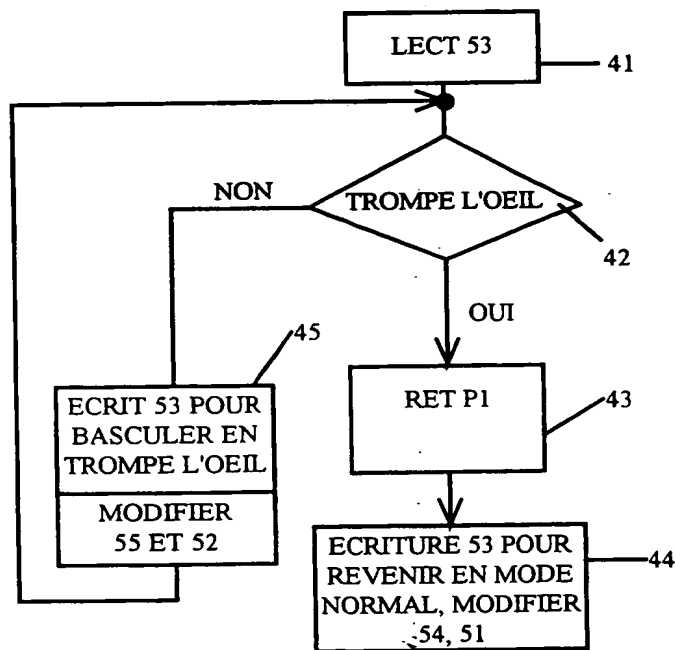 LECT 53
41
TROMPE L'OEIL
42
NON
OUI
45
ECRIT 53 POUR
BASCULER EN
TROMPE L'OEIL
MODIFIER
55 ET 52
RET P1
43
ECRITURE 53 POUR
REVENIR EN MODE
NORMAL, MODIFIER
54, 51
44